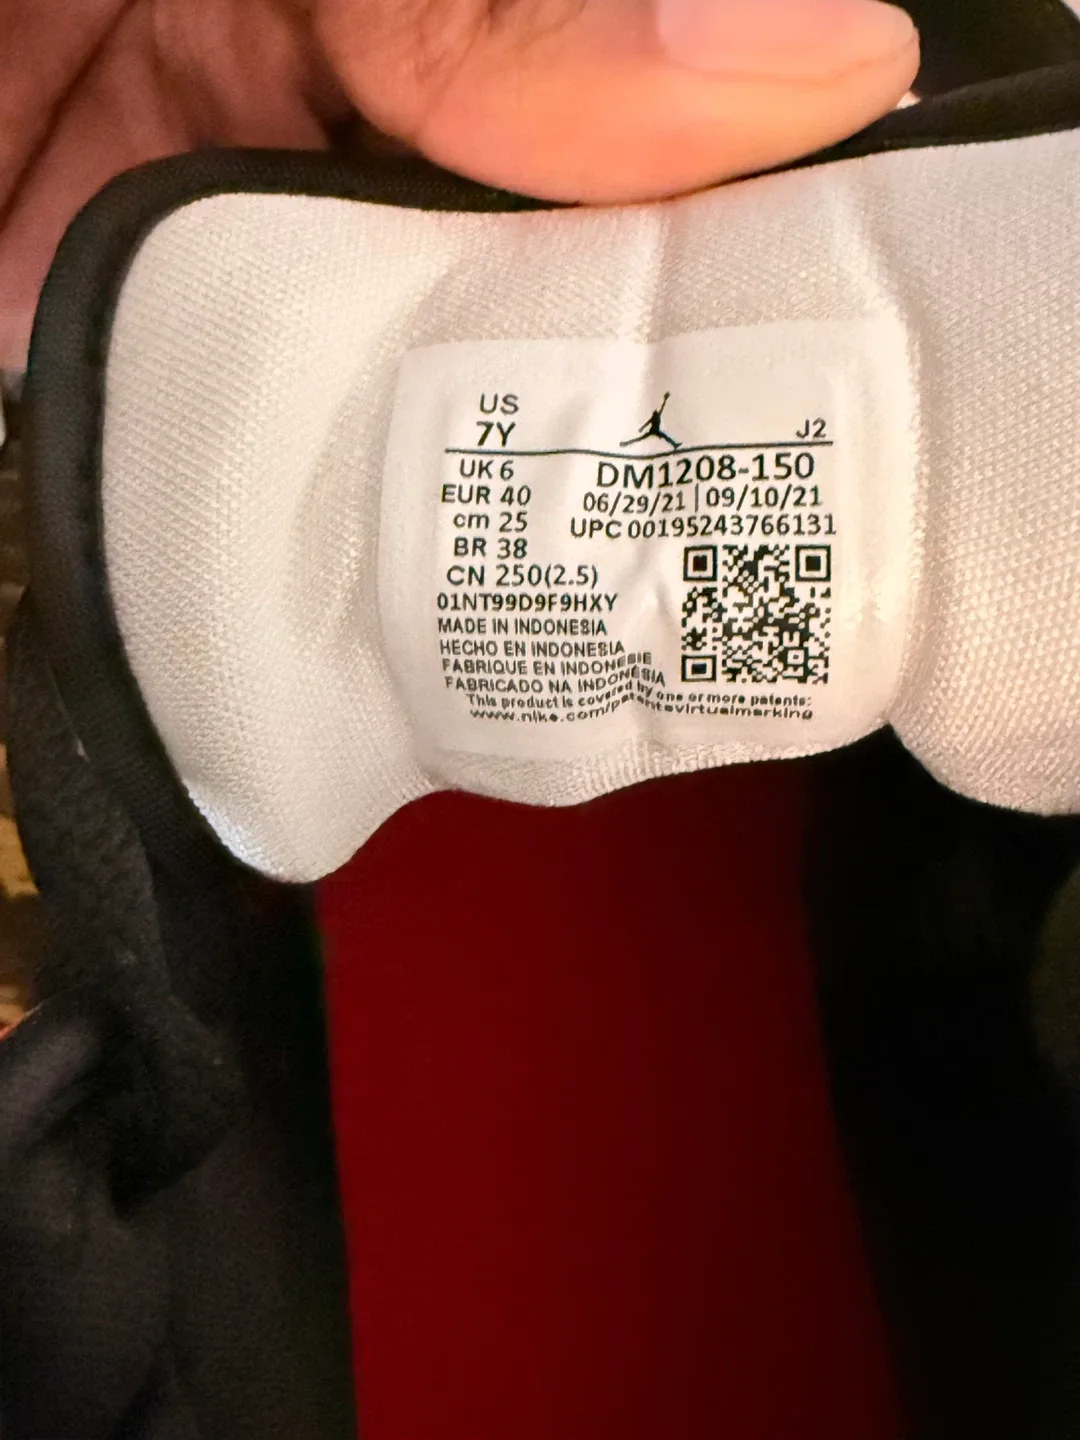 US
7Y
J2
UK 6
EUR 40
cm 25
BR 38
CN 250(2.5)
DM1208-150
06/29/21 | 09/10/21
UPC 00195243766131
01NT99D9F9HXY
MADE IN INDONESIA
HECHO EN INDONESIA
FABRIQUE EN INDONESIE
FABRICADO NA INDONÉSIA
This product is covered by one or more patents:
www.nike.com/patentsvirtualmarking